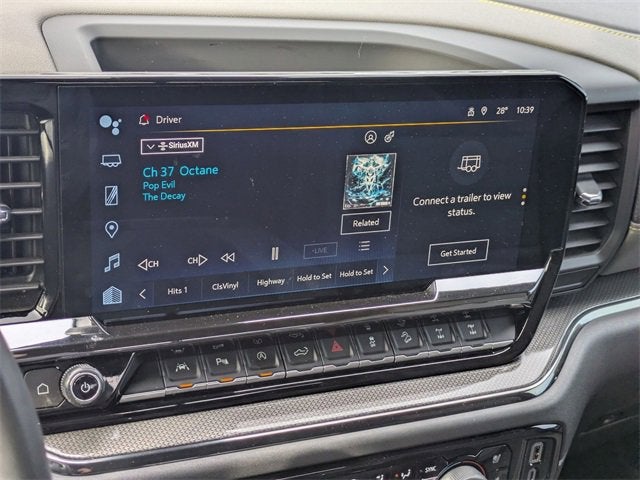 Driver
28° 10:39
SiriusXM
Ch 37 Octane
Pop Evil
The Decay
Related
Connect a trailer to view
status.
Get Started
CH CH •LIVE
Hits 1 ClsVinyl Highway Hold to Set Hold to Set
SYNC